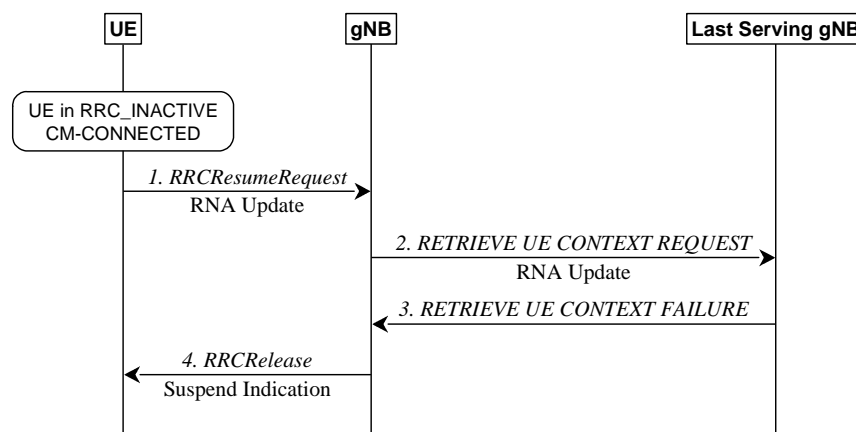 UE
gNB
Last Serving gNB
UE in RRC_INACTIVE
CM-CONNECTED
1. RRCResumeRequest
RNA Update
2. RETRIEVE UE CONTEXT REQUEST
RNA Update
3. RETRIEVE UE CONTEXT FAILURE
4. RRCRelease
Suspend Indication